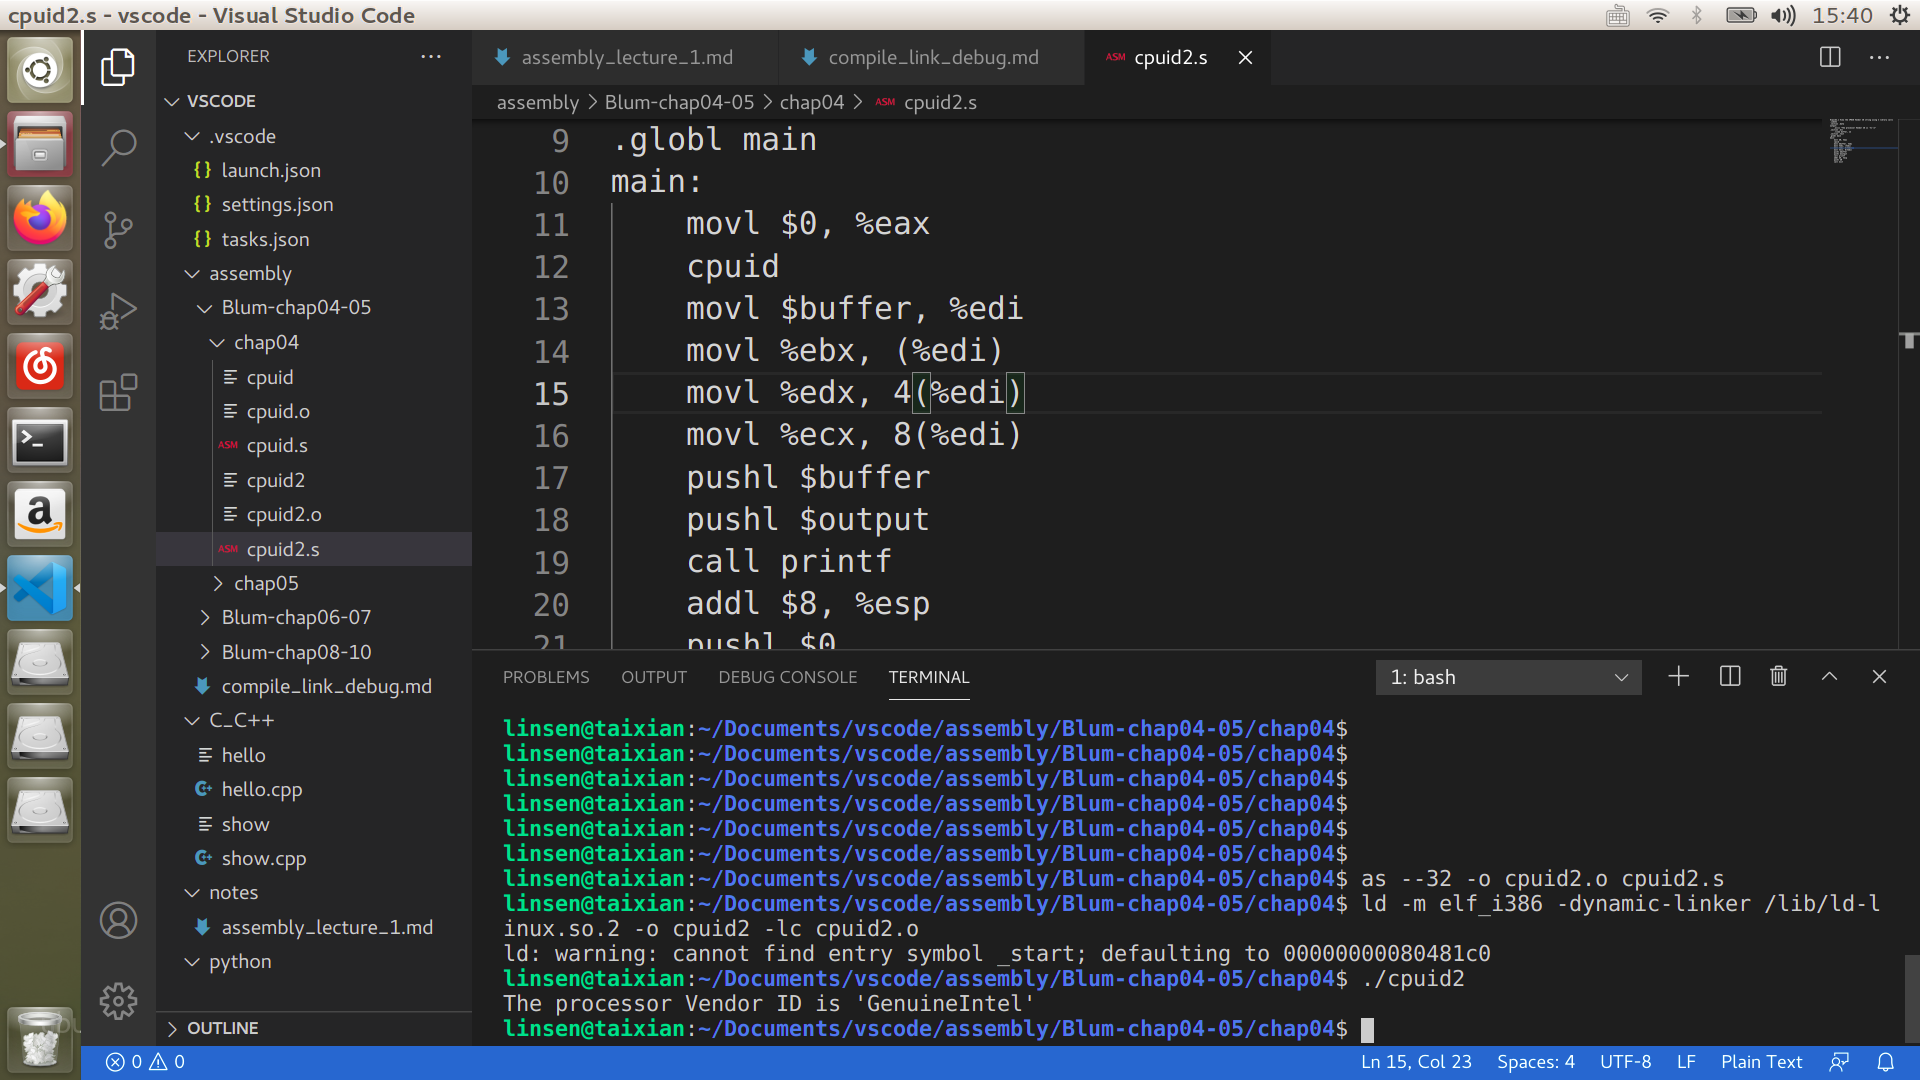 cpuid2.s - vscode - Visual Studio Code
15:40
EXPLORER
VSCODE
.vscode
launch.json
settings.json
tasks.json
assembly
Blum-chap04-05
chap04
cpuid
cpuid.o
ASM cpuid.s
cpuid2
cpuid2.o
ASM cpuid2.s
chap05
Blum-chap06-07
Blum-chap08-10
compile_link_debug.md
C_C++
hello
hello.cpp
show
show.cpp
notes
assembly_lecture_1.md
python
OUTLINE
assembly_lecture_1.md
compile_link_debug.md
ASM cpuid2.s
assembly > Blum-chap04-05 > chap04 > ASM cpuid2.s
9 .globl main
10 main:
11 movl $0, %eax
12 cpuid
13 movl $buffer, %edi
14 movl %ebx, (%edi)
15 movl %edx, 4(%edi)
16 movl %ecx, 8(%edi)
17 pushl $buffer
18 pushl $output
19 call printf
20 addl $8, %esp
21 pushl $0
PROBLEMS OUTPUT DEBUG CONSOLE TERMINAL
1: bash
linsen@taixian:~/Documents/vscode/assembly/Blum-chap04-05/chap04$
linsen@taixian:~/Documents/vscode/assembly/Blum-chap04-05/chap04$
linsen@taixian:~/Documents/vscode/assembly/Blum-chap04-05/chap04$
linsen@taixian:~/Documents/vscode/assembly/Blum-chap04-05/chap04$
linsen@taixian:~/Documents/vscode/assembly/Blum-chap04-05/chap04$
linsen@taixian:~/Documents/vscode/assembly/Blum-chap04-05/chap04$
linsen@taixian:~/Documents/vscode/assembly/Blum-chap04-05/chap04$ as --32 -o cpuid2.o cpuid2.s
linsen@taixian:~/Documents/vscode/assembly/Blum-chap04-05/chap04$ ld -m elf_i386 -dynamic-linker /lib/ld-l
inux.so.2 -o cpuid2 -lc cpuid2.o
ld: warning: cannot find entry symbol _start; defaulting to 00000000080481c0
linsen@taixian:~/Documents/vscode/assembly/Blum-chap04-05/chap04$ ./cpuid2
The processor Vendor ID is 'GenuineIntel'
linsen@taixian:~/Documents/vscode/assembly/Blum-chap04-05/chap04$
0 0
Ln 15, Col 23 Spaces: 4 UTF-8 LF Plain Text